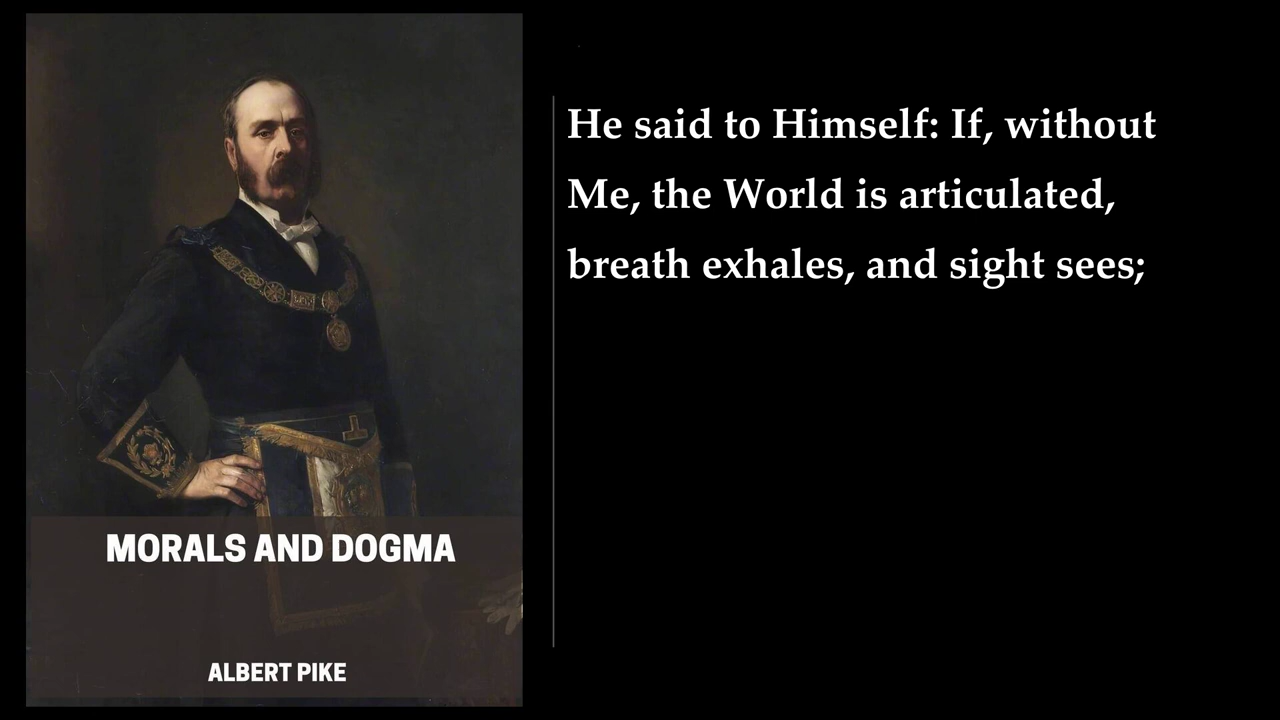 MORALS AND DOGMA
ALBERT PIKE
He said to Himself: If, without
Me, the World is articulated,
breath exhales, and sight sees;